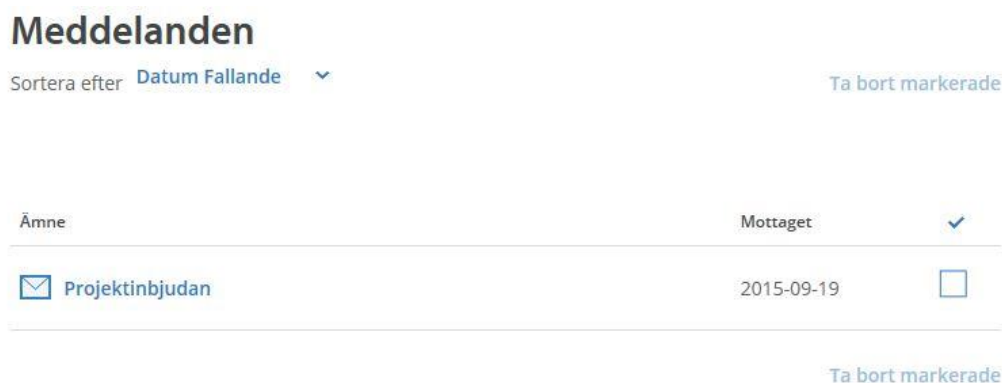 Meddelanden
Sortera efter Datum Fallande
Ta bort markerade
Ämne Mottaget
Projektinbjudan 2015-09-19
Ta bort markerade